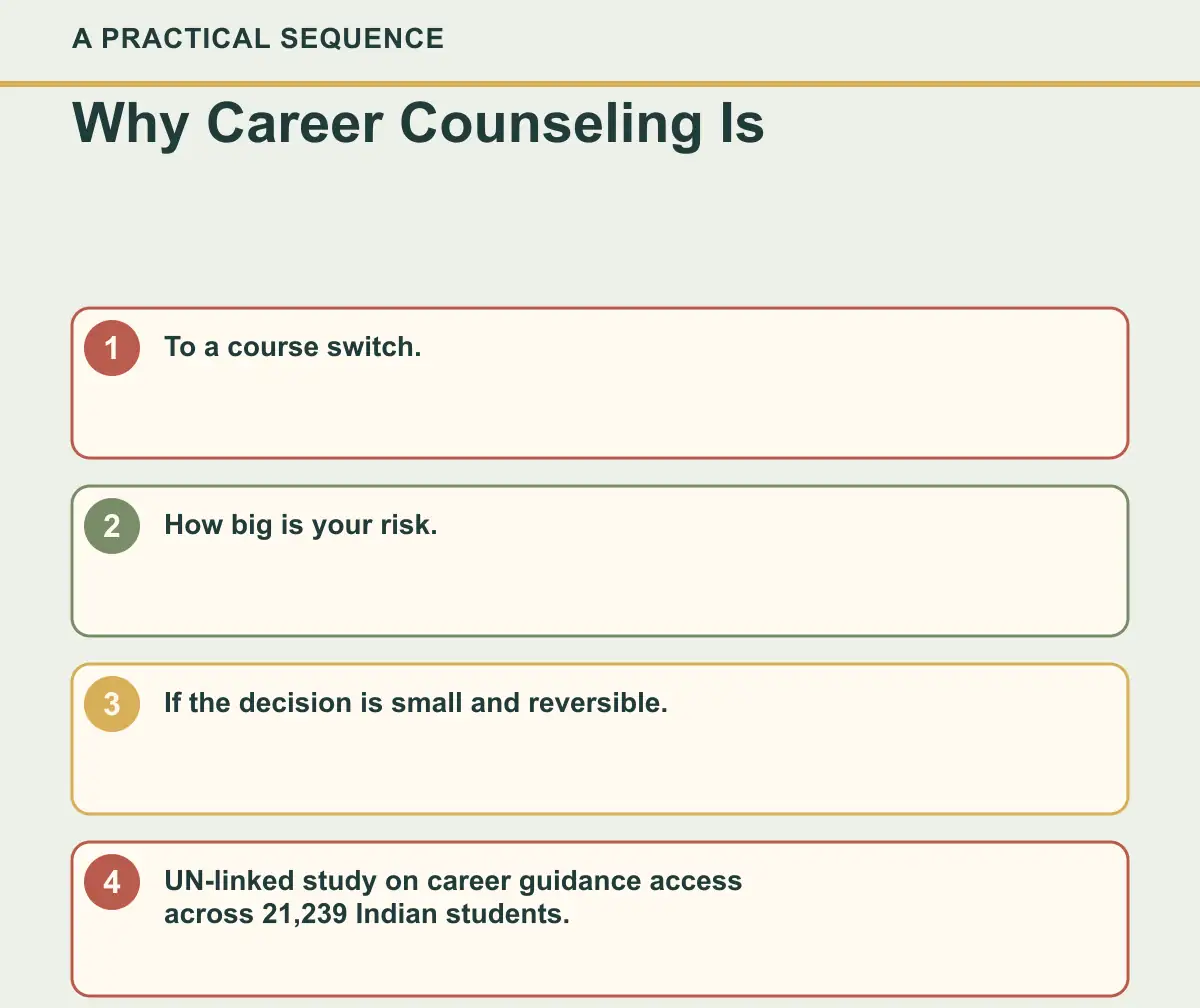 A PRACTICAL SEQUENCE
Why Career Counseling Is
1
To a course switch.
2
How big is your risk.
3
If the decision is small and reversible.
4
UN-linked study on career guidance access
across 21,239 Indian students.